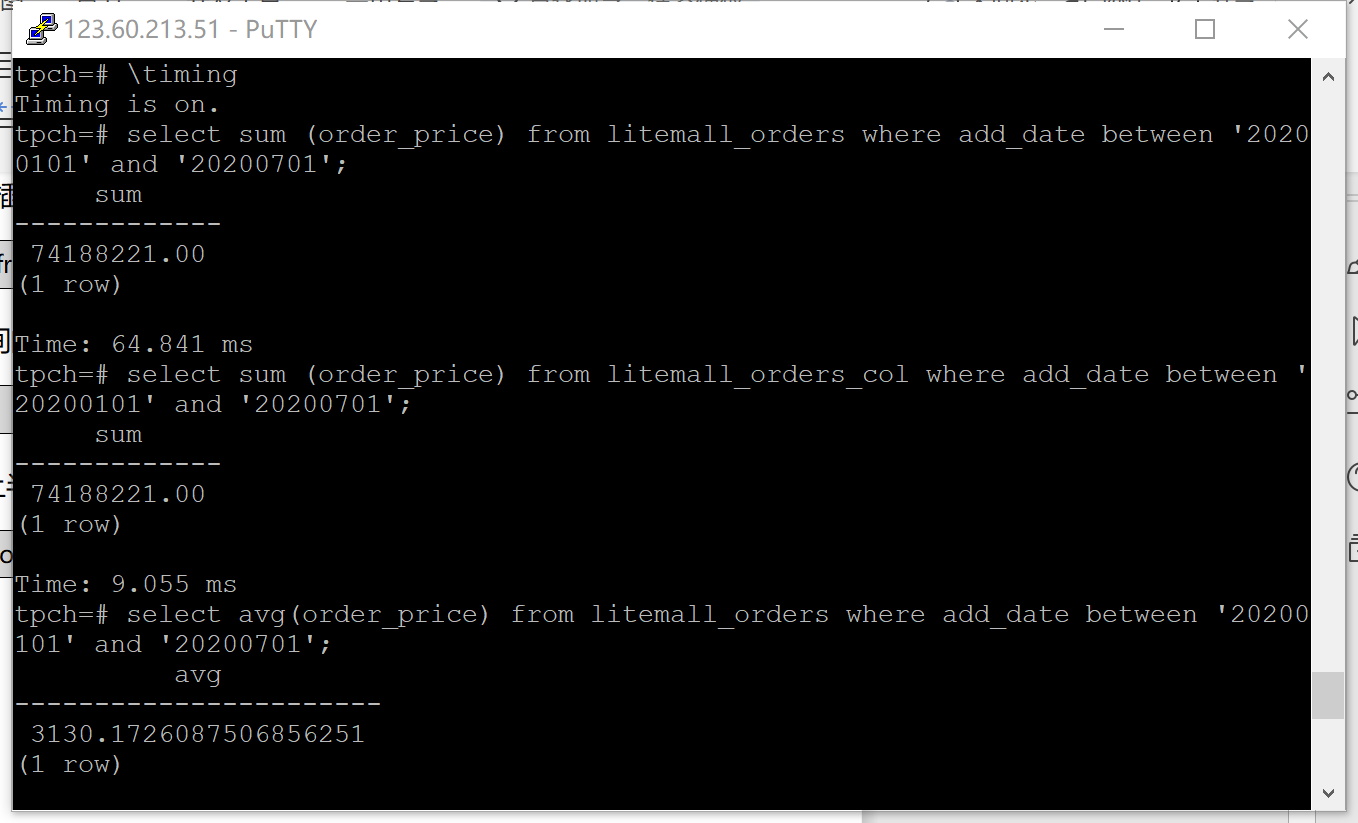 123.60.213.51 - PuTTY
tpch=# \timing
Timing is on.
tpch=# select sum (order_price) from litemall_orders where add_date between '2020
0101' and '20200701';
sum
-------------
74188221.00
(1 row)
Time: 64.841 ms
tpch=# select sum (order_price) from litemall_orders_col where add_date between '
20200101' and '20200701';
sum
-------------
74188221.00
(1 row)
Time: 9.055 ms
tpch=# select avg(order_price) from litemall_orders where add_date between '20200
101' and '20200701';
avg
-----------------------
3130.1726087506856251
(1 row)